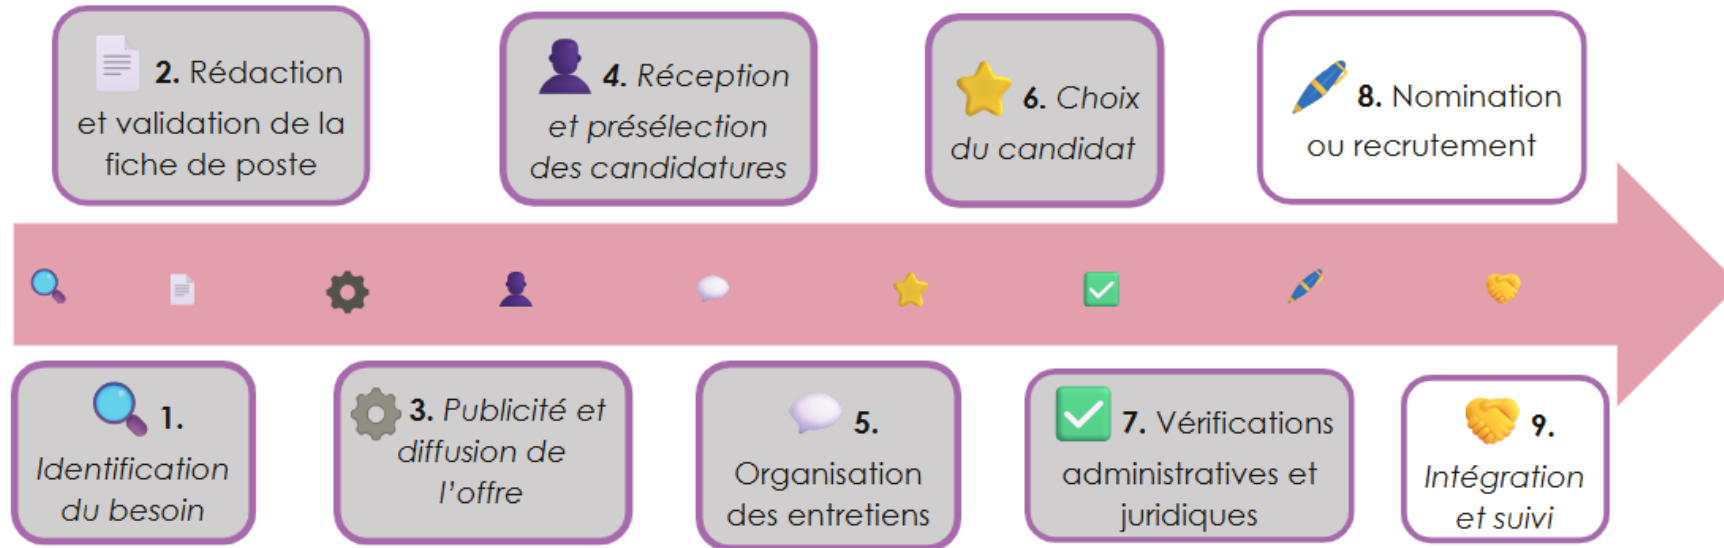 1.
Identification
du besoin
2. Rédaction
et validation de la
fiche de poste
3. Publicité et
diffusion de
l’offre
4. Réception
et présélection
des candidatures
5.
Organisation
des entretiens
6. Choix
du candidat
7. Vérifications
administratives et
juridiques
8. Nomination
ou recrutement
9.
Intégration
et suivi